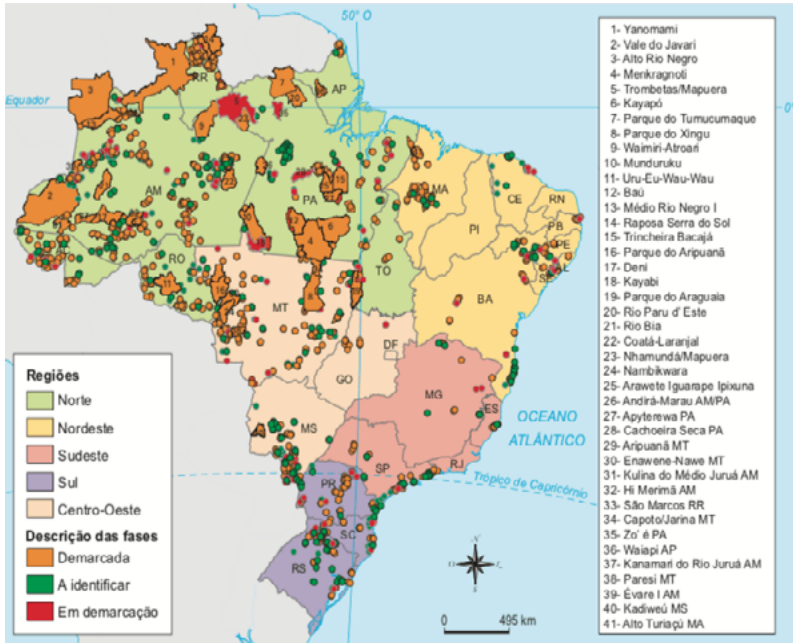 50° O
Equador
0°
RR
AP
AM
PA
MA
CE
RN
PB
PE
PI
SE
RO
TO
BA
MT
DF
GO
MG
ES
MS
SP
RJ
PR
SC
RS
OCEANO
ATLÂNTICO
Trópico de Capricórnio
0 495 km
Regiões
Norte
Nordeste
Sudeste
Sul
Centro-Oeste
Descrição das fases
Demarcada
A identificar
Em demarcação
1- Yanomami
2- Vale do Javari
3- Alto Rio Negro
4- Menkragnoti
5- Trombetas/Mapuera
6- Kayapó
7- Parque do Tumucumaque
8- Parque do Xingu
9- Waimiri-Atroari
10- Munduruku
11- Uru-Eu-Wau-Wau
12- Baú
13- Médio Rio Negro I
14- Raposa Serra do Sol
15- Trincheira Bacajá
16- Parque do Aripuanã
17- Deni
18- Kayabi
19- Parque do Araguaia
20- Rio Paru d' Este
21- Rio Bia
22- Coatá-Laranjal
23- Nhamundá/Mapuera
24- Nambikwara
25- Arawete Iguarape Ipixuna
26- Andirá-Marau AM/PA
27- Apyterewa PA
28- Cachoeira Seca PA
29- Aripuanã MT
30- Enawene-Nawe MT
31- Kulina do Médio Juruá AM
32- Hi Merimã AM
33- São Marcos RR
34- Capoto/Jarina MT
35- Zo' é PA
36- Waiapi AP
37- Kanamari do Rio Juruá AM
38- Paresi MT
39- Évare I AM
40- Kadiwéu MS
41- Alto Turiaçú MA